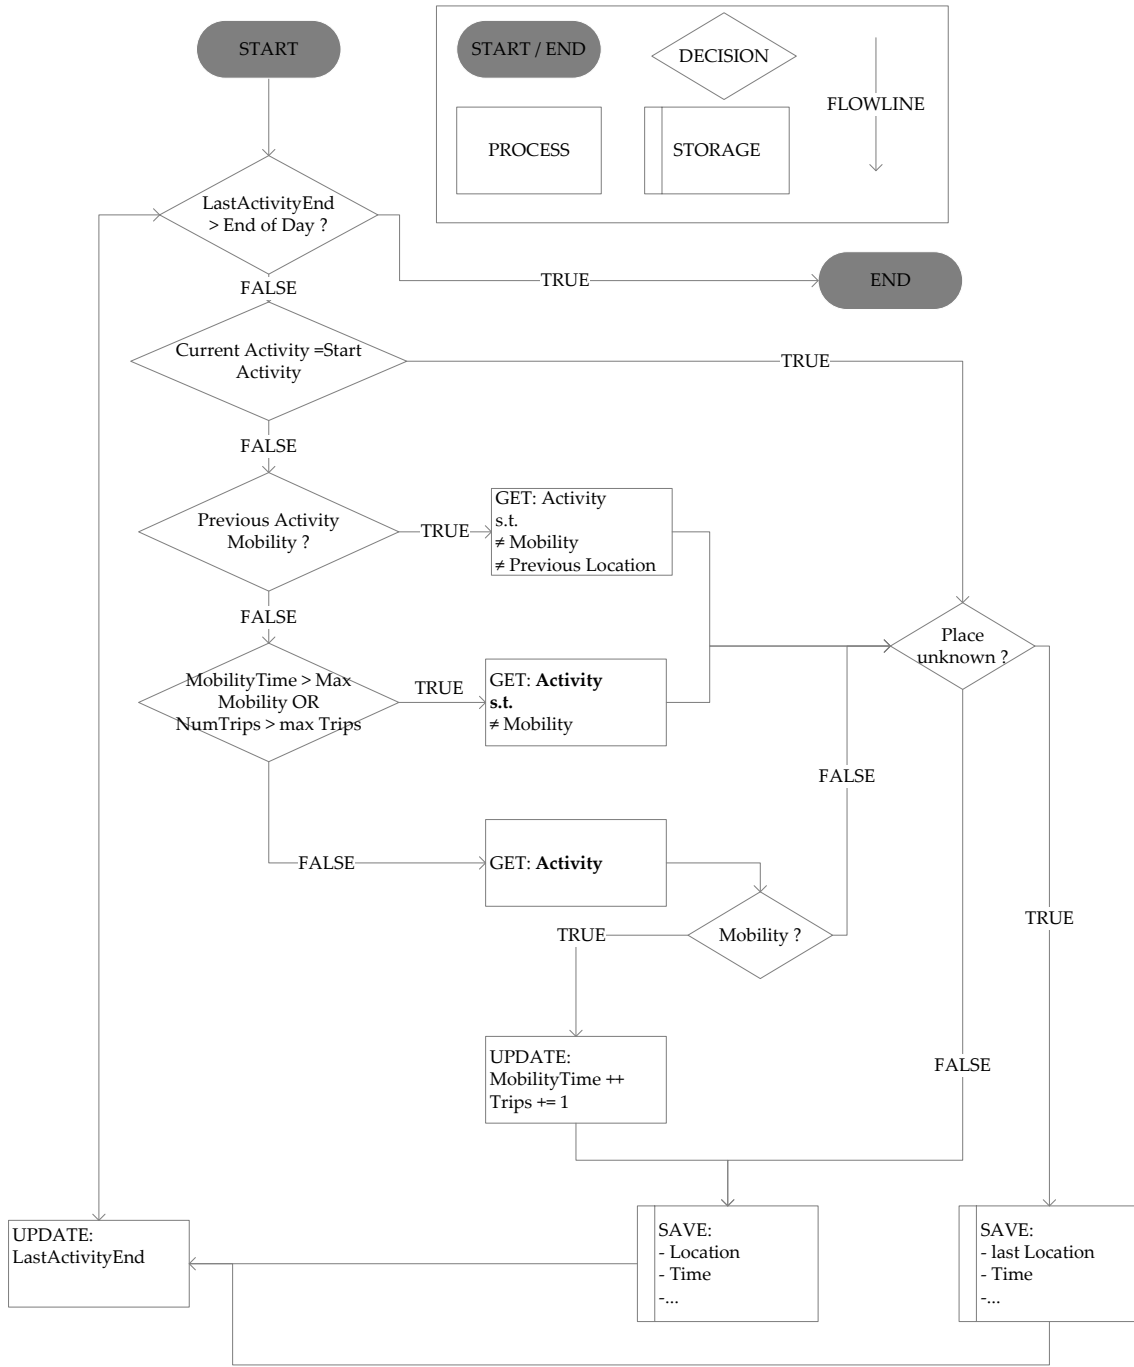 START
START / END
DECISION
FLOWLINE
PROCESS
STORAGE
LastActivityEnd
> End of Day ?
TRUE
END
FALSE
Current Activity =Start
Activity
TRUE
FALSE
Previous Activity
Mobility ?
TRUE
GET: Activity
s.t.
≠ Mobility
≠ Previous Location
FALSE
Place
unknown ?
MobilityTime > Max
Mobility OR
NumTrips > max Trips
TRUE
GET: Activity
s.t.
≠ Mobility
FALSE
FALSE
GET: Activity
TRUE
Mobility ?
TRUE
UPDATE:
MobilityTime ++
Trips += 1
FALSE
UPDATE:
LastActivityEnd
SAVE:
- Location
- Time
-...
SAVE:
- last Location
- Time
-...